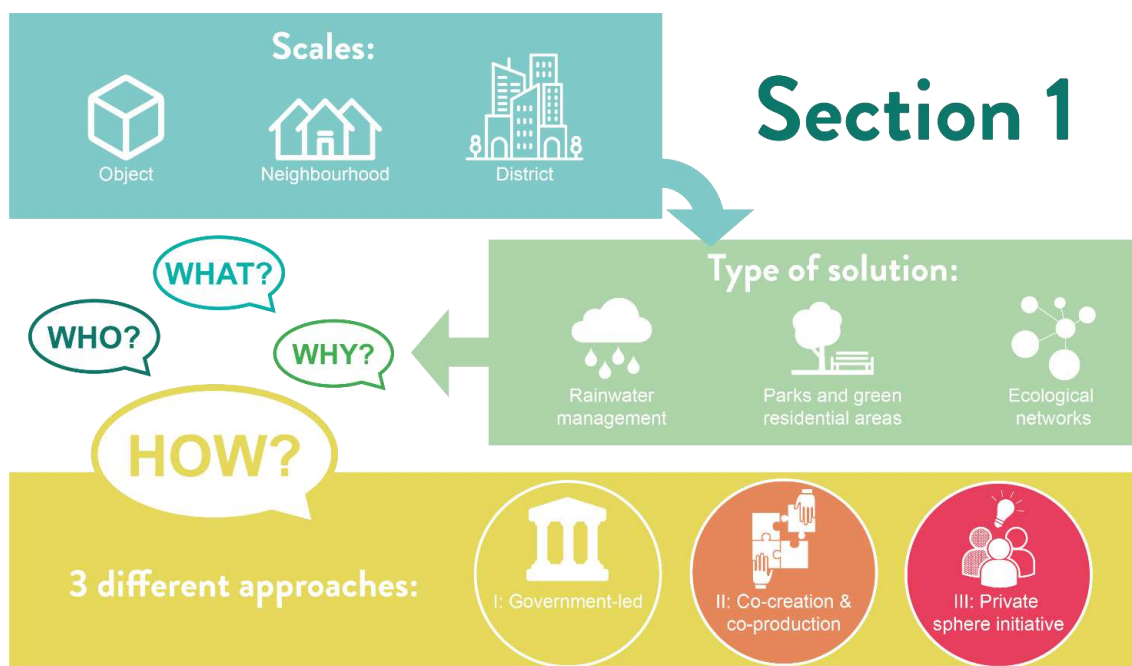 Scales:
Object
Neighbourhood
District
Section 1
Type of solution:
Rainwater
management
Parks and green
residential areas
Ecological
networks
WHAT?
WHO?
WHY?
HOW?
3 different approaches:
I: Government-led
II: Co-creation &
co-production
III: Private
sphere initiative